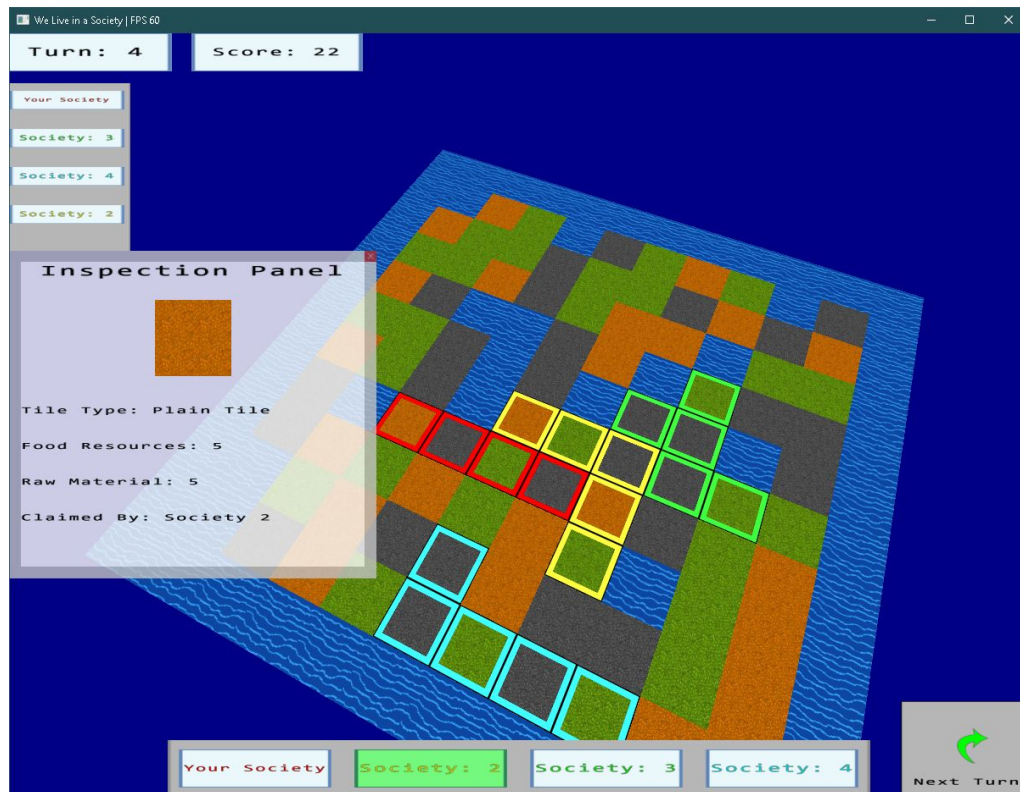 We Live in a Society | FPS 60
Turn: 4
Score: 22
Your Society
Society: 3
Society: 4
Society: 2
Inspection Panel
Tile Type: Plain Tile
Food Resources: 5
Raw Material: 5
Claimed By: Society 2
Your Society
Society: 2
Society: 3
Society: 4
Next Turn